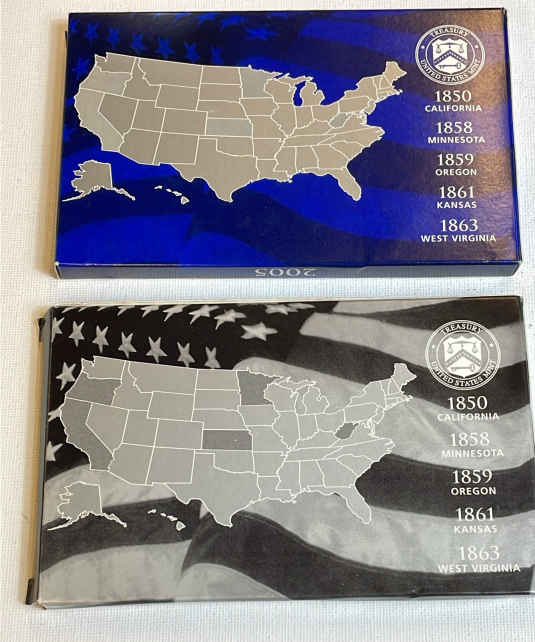 TREASURY
UNITED STATES MINT
1850
CALIFORNIA
1858
MINNESOTA
1859
OREGON
1861
KANSAS
1863
WEST VIRGINIA
2005
TREASURY
UNITED STATES MINT
1850
CALIFORNIA
1858
MINNESOTA
1859
OREGON
1861
KANSAS
1863
WEST VIRGINIA